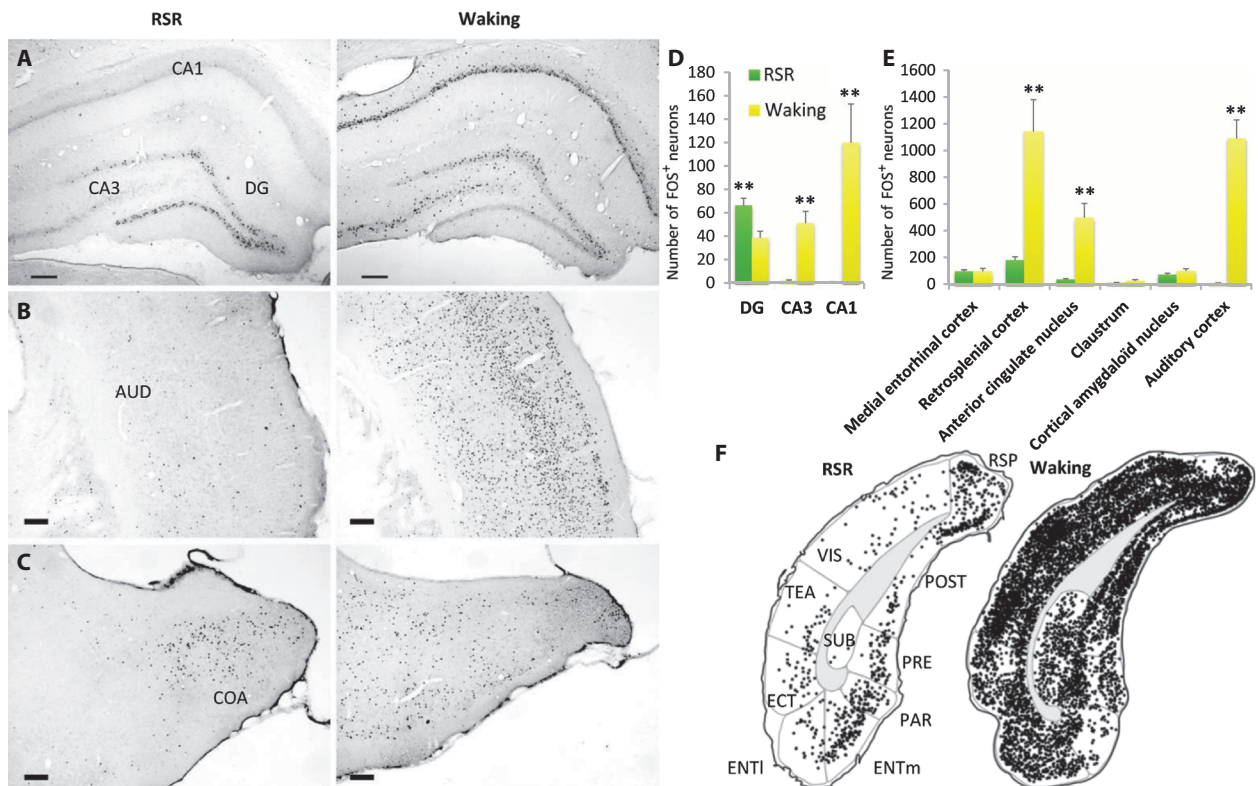 RSR
Waking
A
CA1
CA3
DG
B
AUD
C
COA
D
Number of FOS+ neurons
180
160
140
120
100
80
60
40
20
0
RSR
Waking
**
**
**
DG
CA3
CA1
E
Number of FOS+ neurons
1600
1400
1200
1000
800
600
400
200
0
**
**
**
Medial entorhinal cortex
Retrosplenial cortex
Anterior cingulate nucleus
Claustrum
Cortical amygdaloïd nucleus
Auditory cortex
F
RSR
RSP
Waking
VIS
TEA
POST
SUB
PRE
ECT
PAR
ENTl
ENTm